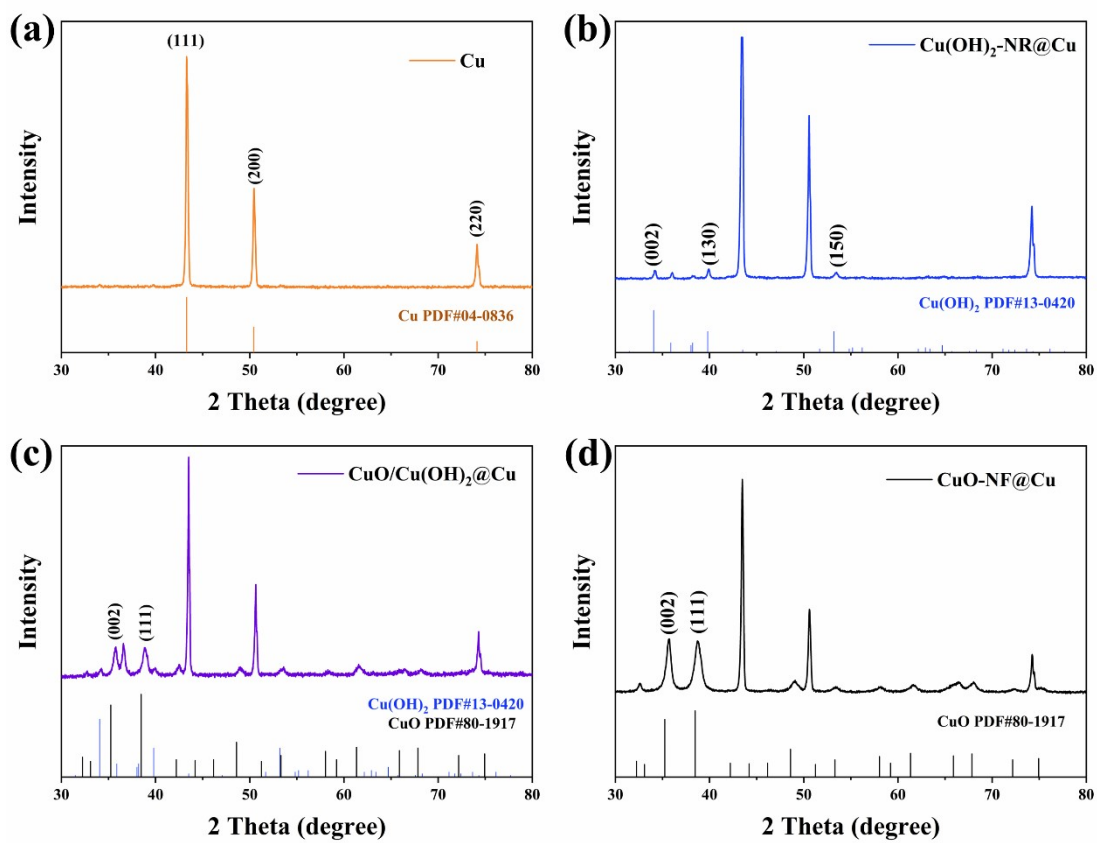 (a)
(111)
Cu
(200)
(220)
Cu PDF#04-0836
Intensity
30 40 50 60 70 80
2 Theta (degree)
(b)
Cu(OH)₂-NR@Cu
(002)
(130)
(150)
Cu(OH)₂ PDF#13-0420
Intensity
30 40 50 60 70 80
2 Theta (degree)
(c)
CuO/Cu(OH)₂@Cu
(002)
(111)
Cu(OH)₂ PDF#13-0420
CuO PDF#80-1917
Intensity
30 40 50 60 70 80
2 Theta (degree)
(d)
CuO-NF@Cu
(002)
(111)
CuO PDF#80-1917
Intensity
30 40 50 60 70 80
2 Theta (degree)